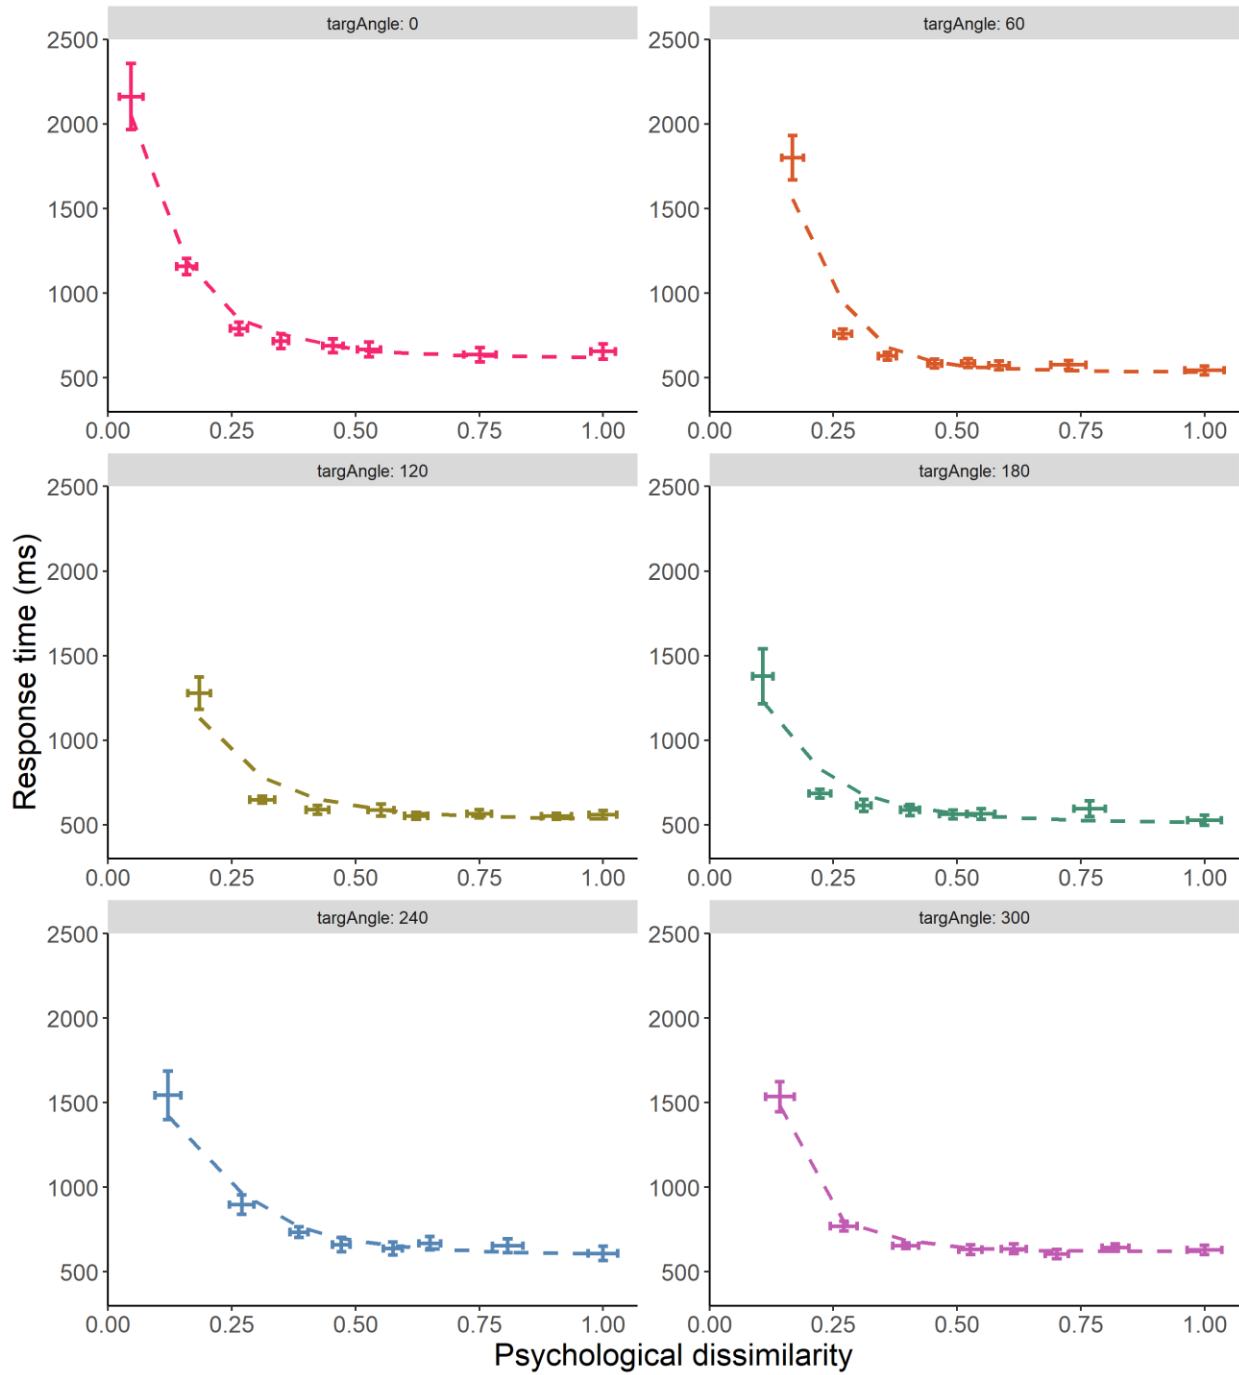 targAngle: 0
targAngle: 60
2500
2000
1500
1000
500
0.00 0.25 0.50 0.75 1.00
2500
2000
1500
1000
500
0.00 0.25 0.50 0.75 1.00
targAngle: 120
targAngle: 180
2500
2000
1500
1000
500
0.00 0.25 0.50 0.75 1.00
2500
2000
1500
1000
500
0.00 0.25 0.50 0.75 1.00
Response time (ms)
targAngle: 240
targAngle: 300
2500
2000
1500
1000
500
0.00 0.25 0.50 0.75 1.00
2500
2000
1500
1000
500
0.00 0.25 0.50 0.75 1.00
Psychological dissimilarity